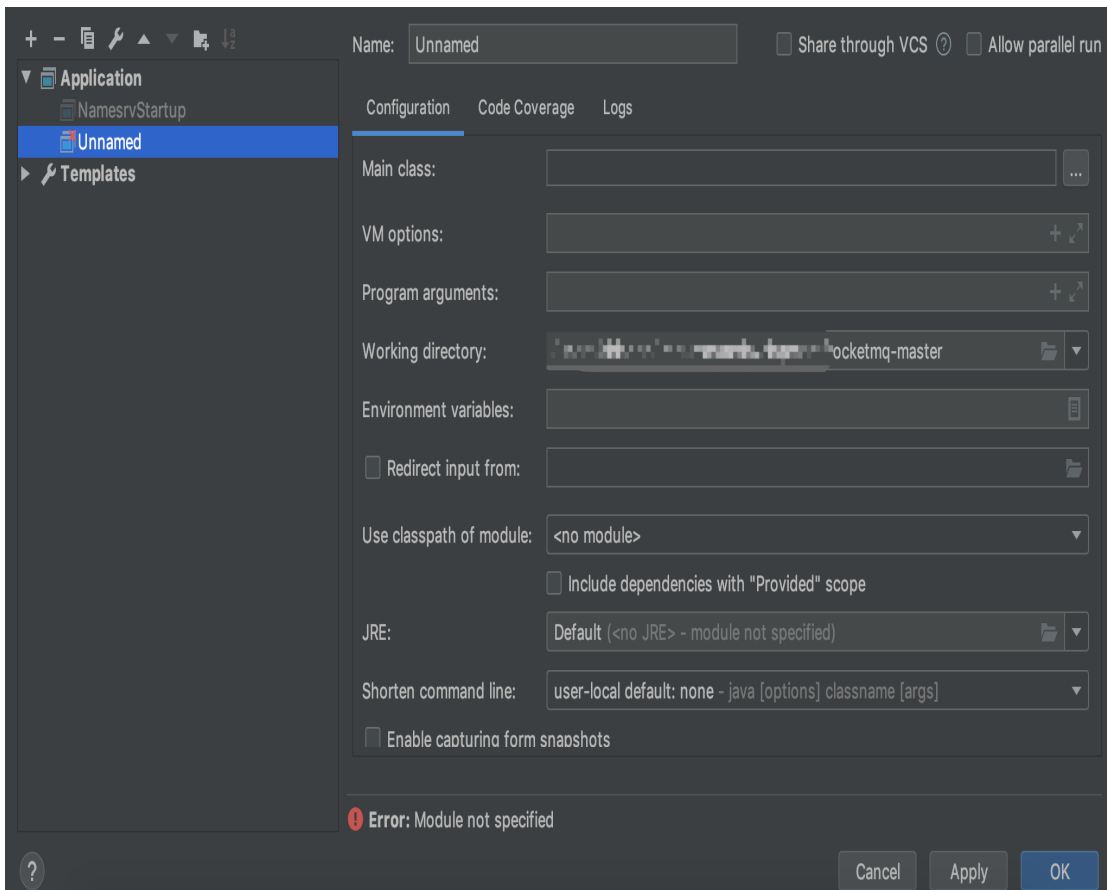 Name: Unnamed Share through VCS ? Allow parallel run
Application
NamesrvStartup
Unnamed
Templates
Configuration Code Coverage Logs
Main class: ...
VM options:
Program arguments:
Working directory: ocketmq-master
Environment variables:
Redirect input from:
Use classpath of module: <no module>
Include dependencies with "Provided" scope
JRE: Default (<no JRE> - module not specified)
Shorten command line: user-local default: none - java [options] classname [args]
Enable capturing form snapshots
Error: Module not specified
? Cancel Apply OK